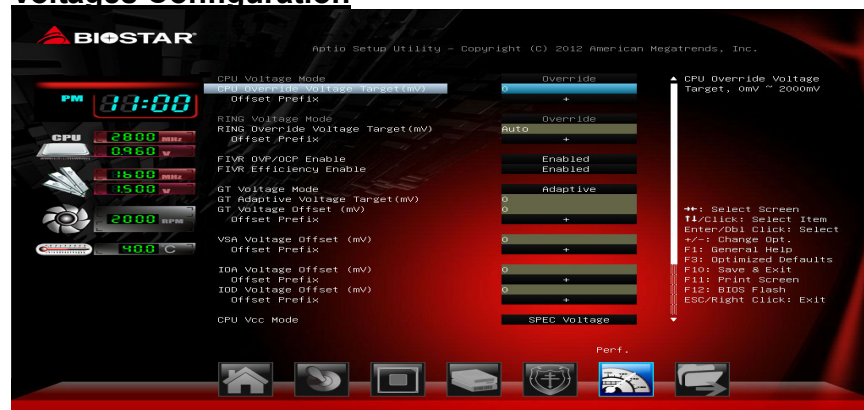 Voltages Configuration
BIOSTAR
Aptio Setup Utility - Copyright (C) 2012 American Megatrends, Inc.
PM 11:00
CPU 2800 MHz
0.960 V
1600 MHz
1.500 V
2000 RPM
40.0 C
CPU Voltage Mode Override
CPU Override Voltage Target(mV) 0
Offset Prefix +
RING Voltage Mode Override
RING Override Voltage Target(mV) Auto
Offset Prefix +
FIVR OVP/OCP Enable Enabled
FIVR Efficiency Enable Enabled
GT Voltage Mode Adaptive
GT Adaptive Voltage Target(mV) 0
GT Voltage Offset (mV) 0
Offset Prefix +
VSA Voltage Offset (mV) 0
Offset Prefix +
IOA Voltage Offset (mV) 0
Offset Prefix +
IOD Voltage Offset (mV) 0
Offset Prefix +
CPU Vcc Mode SPEC Voltage
CPU Override Voltage
Target, 0mV ~ 2000mV
→←: Select Screen
↑↓/Click: Select Item
Enter/Dbl Click: Select
+/-: Change Opt.
F1: General Help
F3: Optimized Defaults
F10: Save & Exit
F11: Print Screen
F12: BIOS Flash
ESC/Right Click: Exit
Perf.